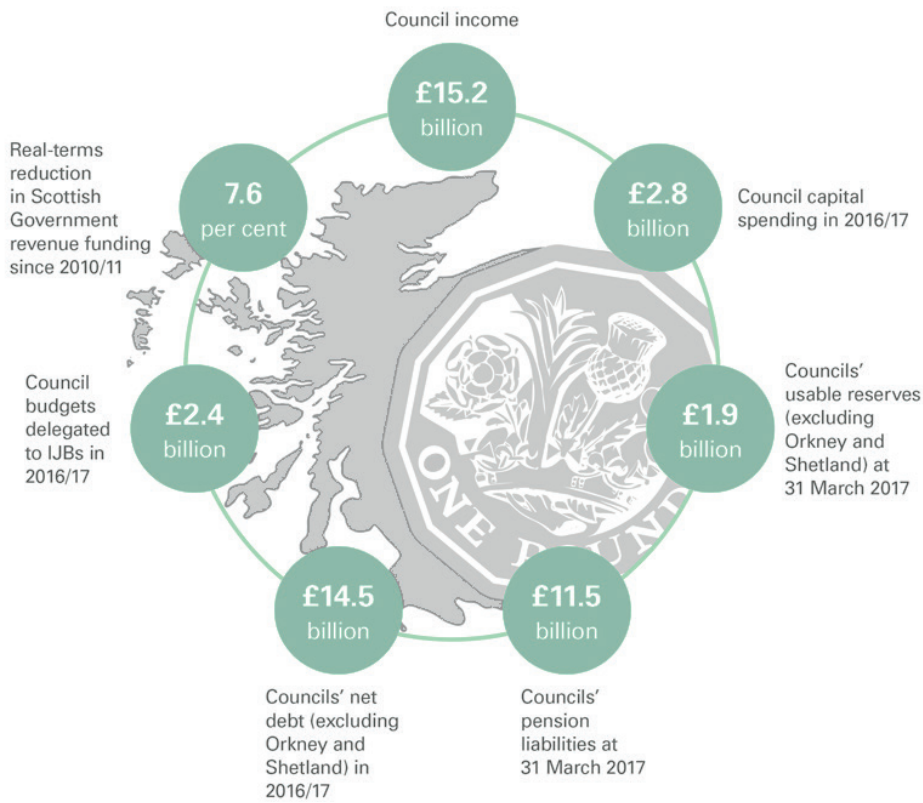 Council income
£15.2
billion
£2.8
billion
Council capital
spending in 2016/17
£1.9
billion
Councils'
usable reserves
(excluding
Orkney and
Shetland) at
31 March 2017
£11.5
billion
Councils'
pension
liabilities at
31 March 2017
£14.5
billion
Councils' net
debt (excluding
Orkney and
Shetland) in
2016/17
£2.4
billion
Council
budgets
delegated
to IJBs in
2016/17
7.6
per cent
Real-terms
reduction
in Scottish
Government
revenue funding
since 2010/11
ONE POUND